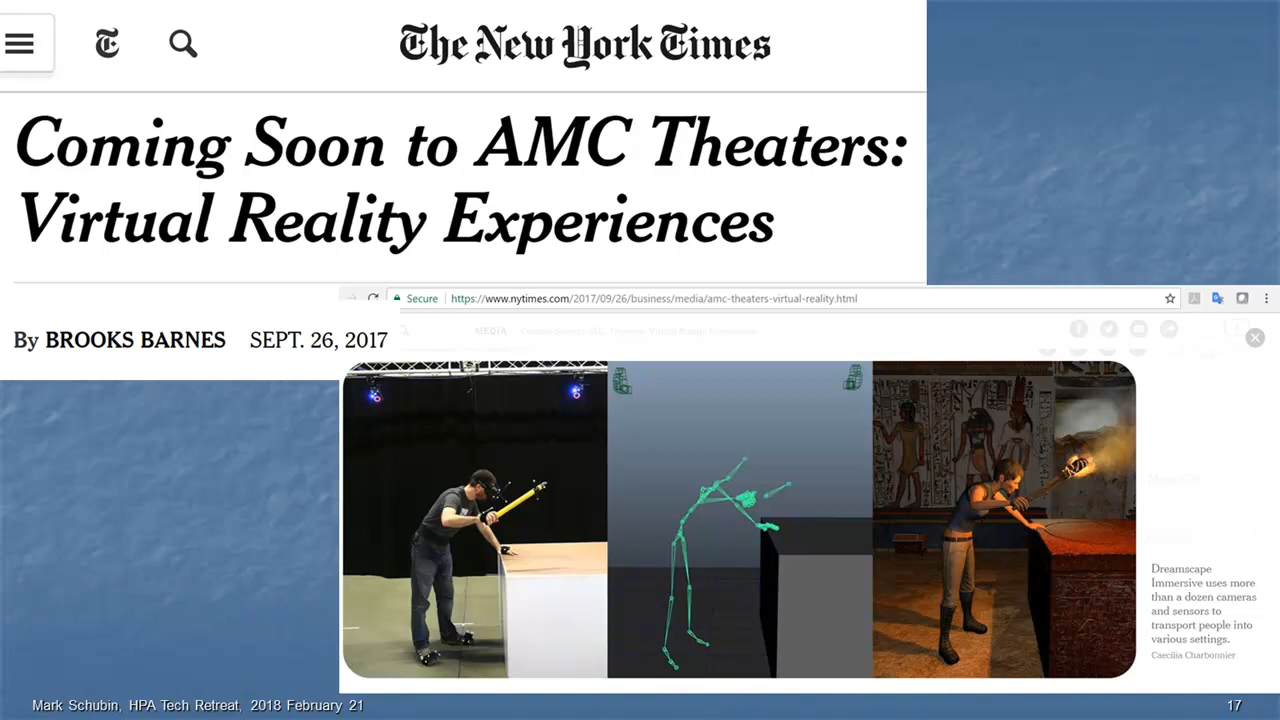 The New York Times
Coming Soon to AMC Theaters:
Virtual Reality Experiences
Secure https://www.nytimes.com/2017/09/26/business/media/amc-theaters-virtual-reality.html
MEDIA
By BROOKS BARNES SEPT. 26, 2017
Dreamscape
Immersive uses more
than a dozen cameras
and sensors to
transport people into
various settings.
Caecilia Charbonnier
Mark Schubin, HPA Tech Retreat, 2018 February 21
17